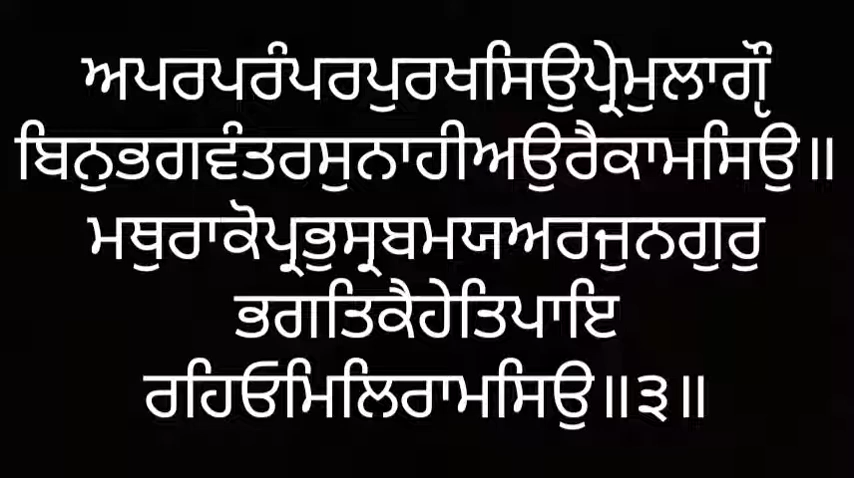 ਅਪਰਪਰੰਪਰਪੁਰਖਸਿਉਪ੍ਰੇਮੁਲਾਗੵੌ
ਬਿਨੁਭਗਵੰਤਰਸੁਨਾਹੀਅਉਰੈਕਾਮਸਿਉ॥
ਮਥੁਰਾਕੋਪ੍ਰਭੁਸ੍ਰਬਮਯਅਰਜੁਨਗੁਰੁ
ਭਗਤਿਕੈਹੇਤਿਪਾਇ
ਰਹਿਓਮਿਲਿਰਾਮਸਿਉ॥੩॥